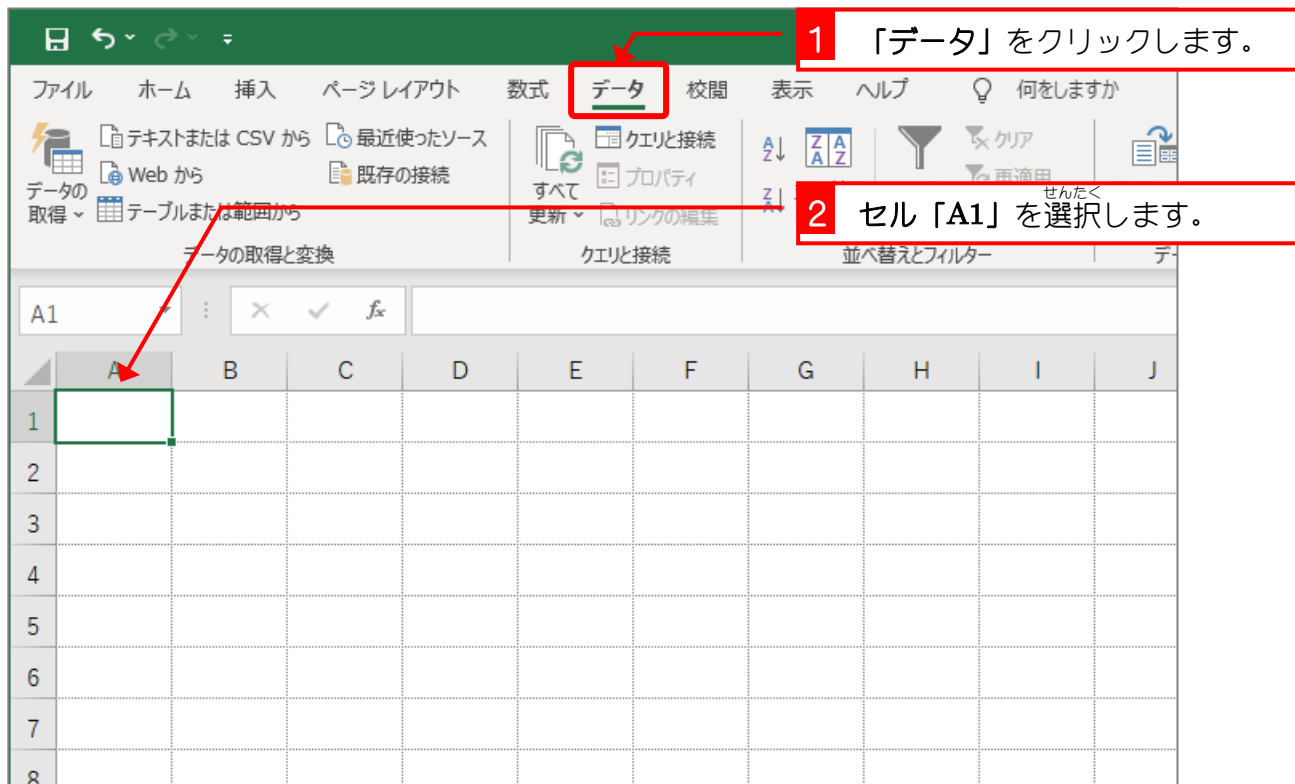 1 「データ」をクリックします。
ファイル ホーム 挿入 ページ レイアウト 数式 データ 校閲 表示 ヘルプ 何をしますか
テキストまたは CSV から 最近使ったソース クエリと接続 クリア
Web から 既存の接続 プロパティ 再適用
データの取得 すべて更新
テーブルまたは範囲から リンクの編集
せんたく
2 セル「A1」を選択します。
データの取得と変換 クエリと接続 並べ替えとフィルター
A1 fx
A B C D E F G H I J
1
2
3
4
5
6
7
8